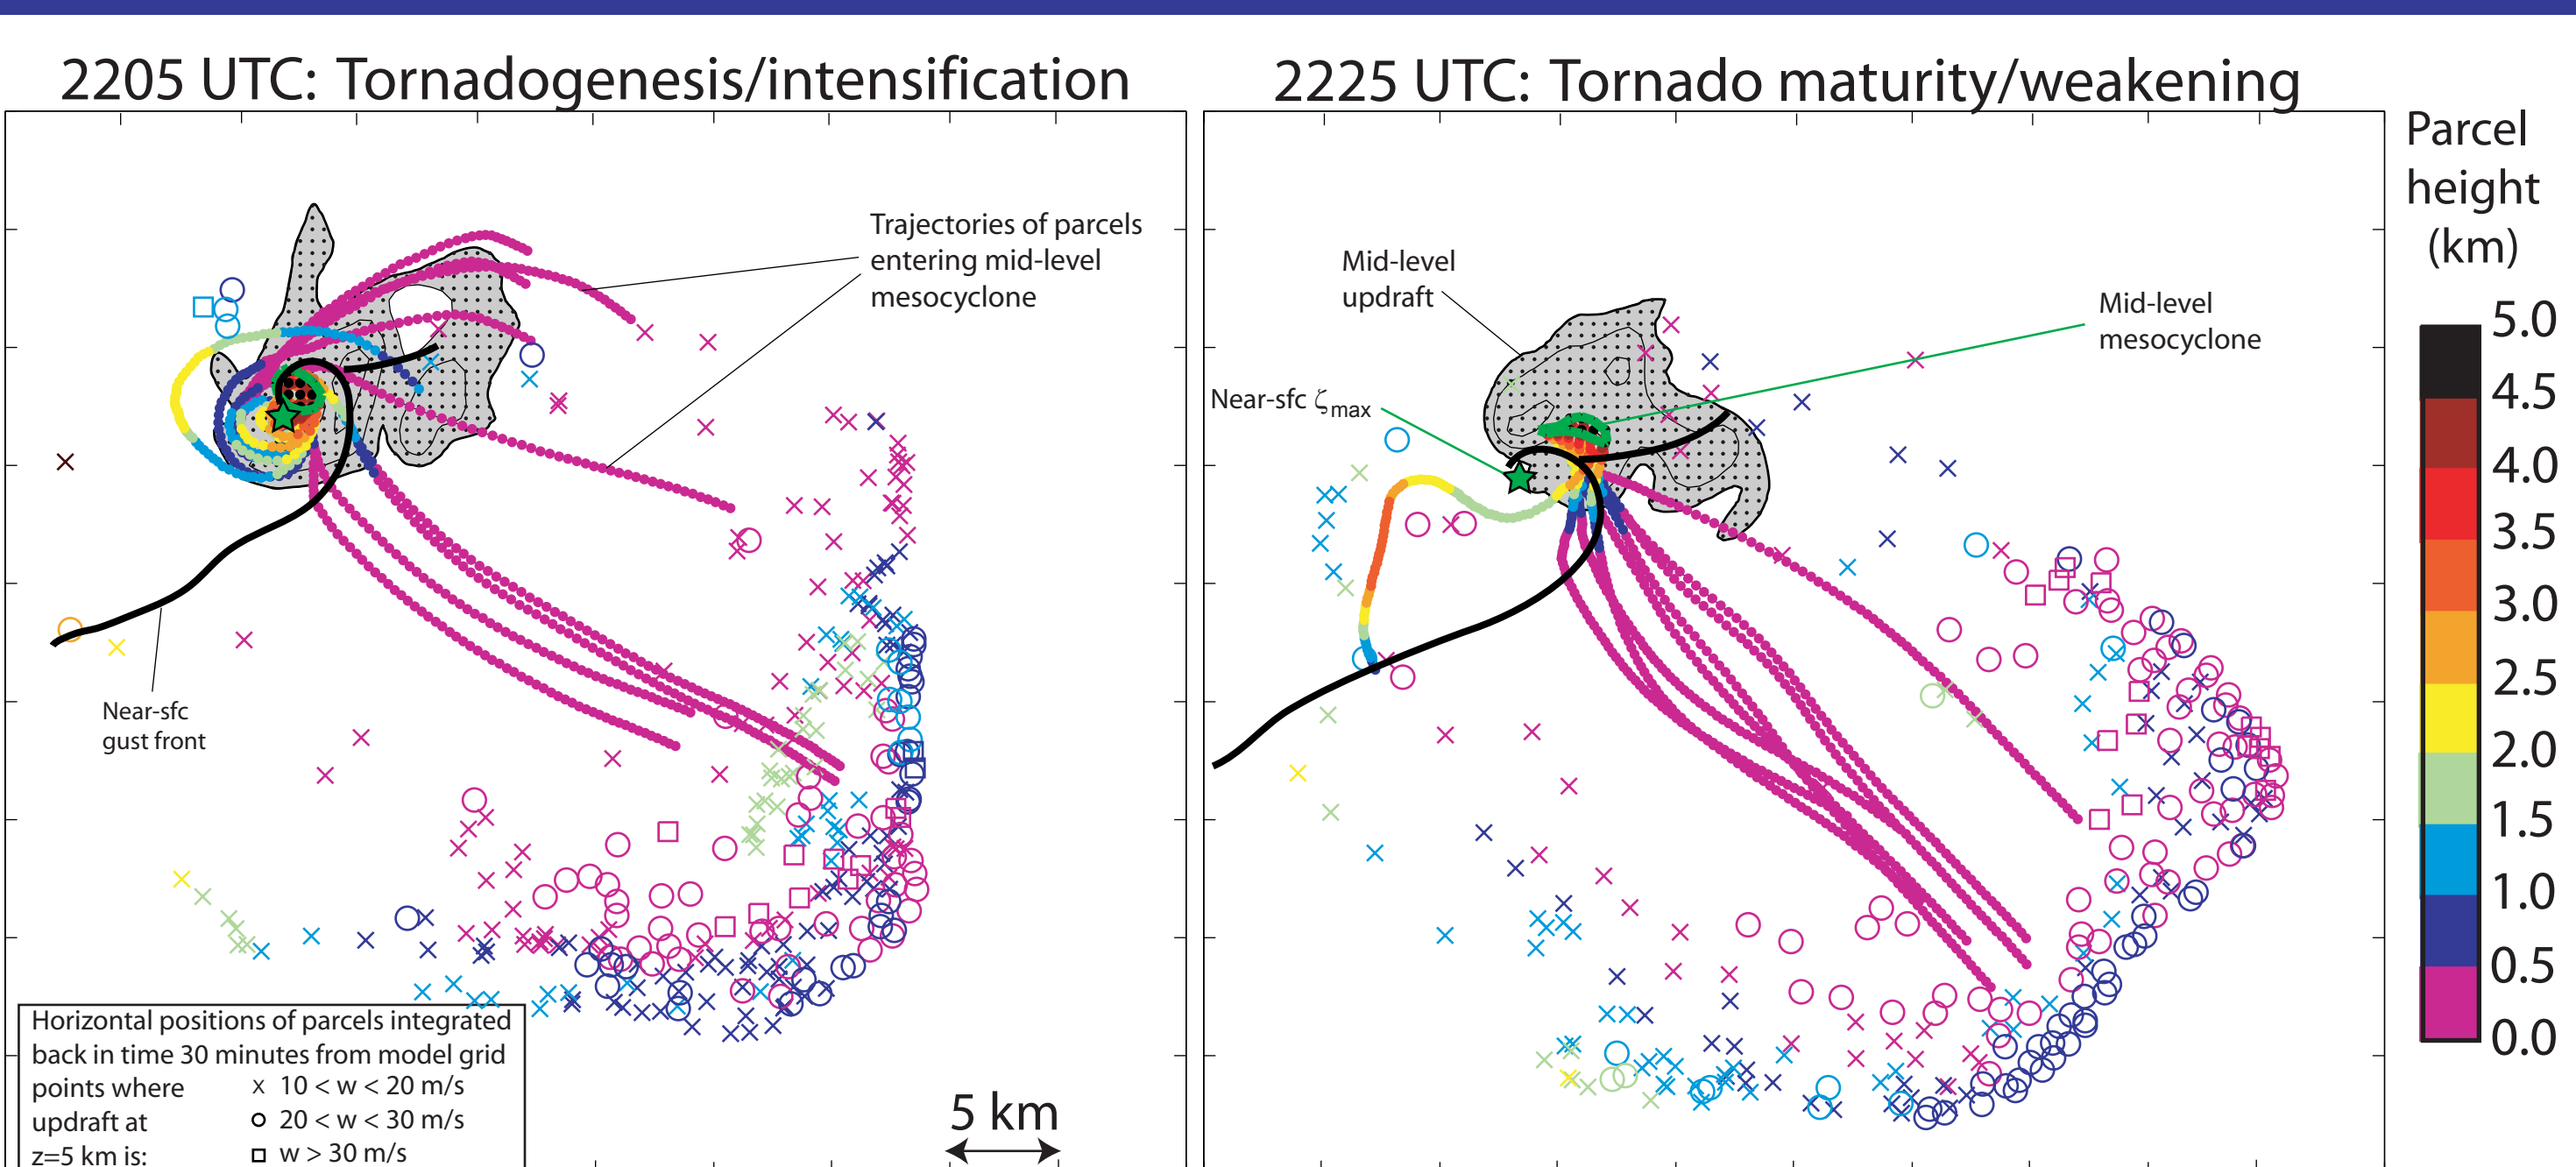 2205 UTC: Tornadogenesis/intensification
2225 UTC: Tornado maturity/weakening
Parcel
height
(km)
Trajectories of parcels
entering mid-level
mesocyclone
Near-sfc
gust front
Horizontal positions of parcels integrated
back in time 30 minutes from model grid
points where
x 10 < w < 20 m/s
updraft at
o 20 < w < 30 m/s
z=5 km is:
□ w > 30 m/s
5 km
Mid-level
updraft
Near-sfc ζmax
Mid-level
mesocyclone
5.0
4.5
4.0
3.5
3.0
2.5
2.0
1.5
1.0
0.5
0.0